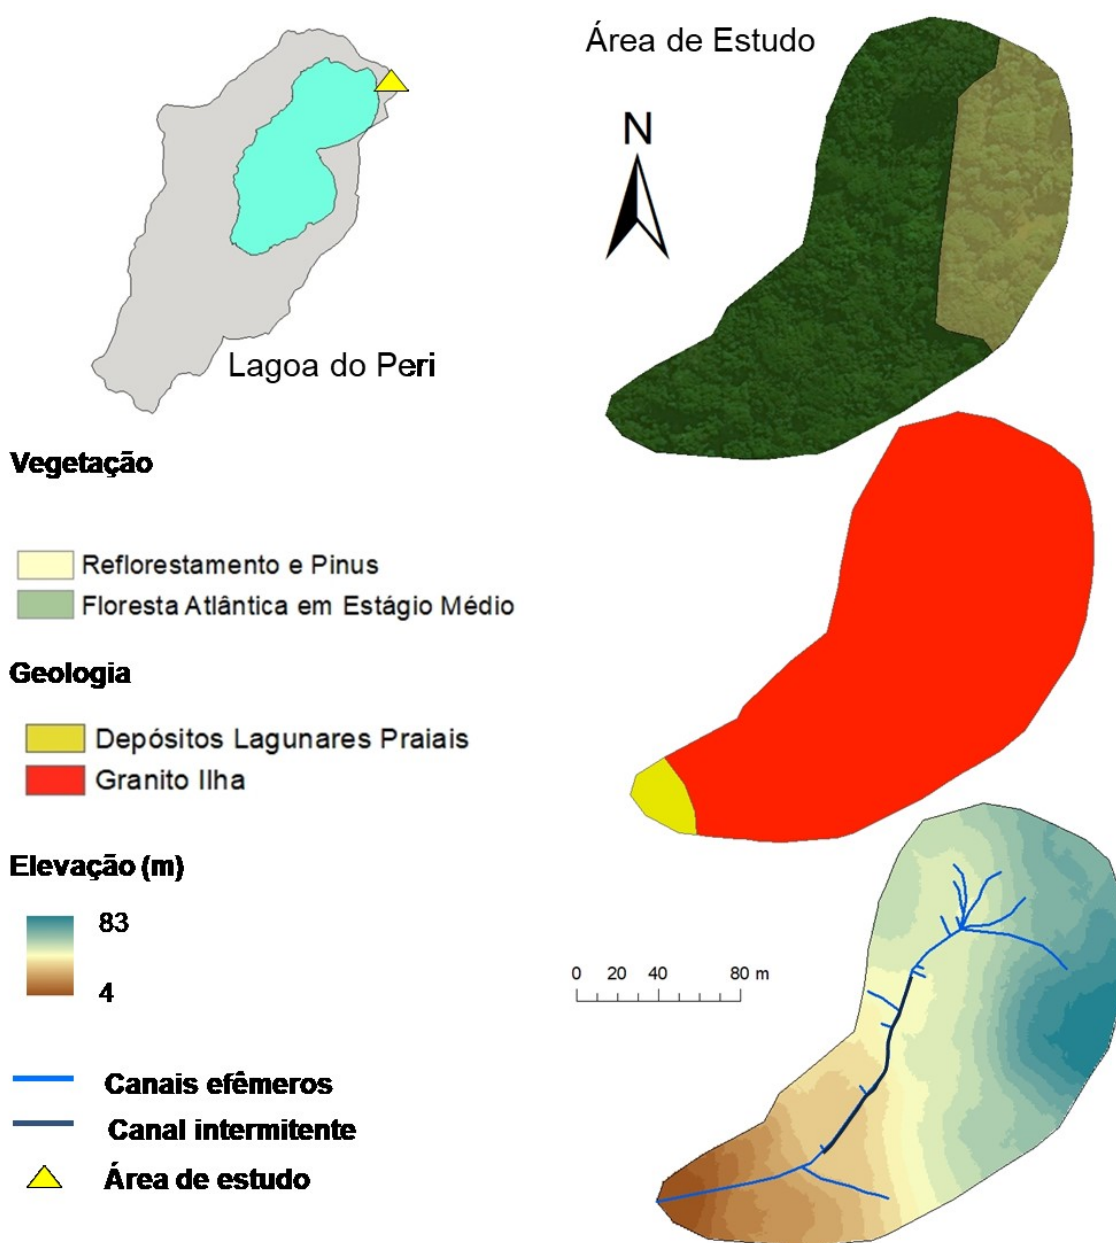 Área de Estudo
N
Lagoa do Peri
Vegetação
Reflorestamento e Pinus
Floresta Atlântica em Estágio Médio
Geologia
Depósitos Lagunares Praiais
Granito Ilha
Elevação (m)
83
4
0 20 40 80 m
Canais efêmeros
Canal intermitente
Área de estudo